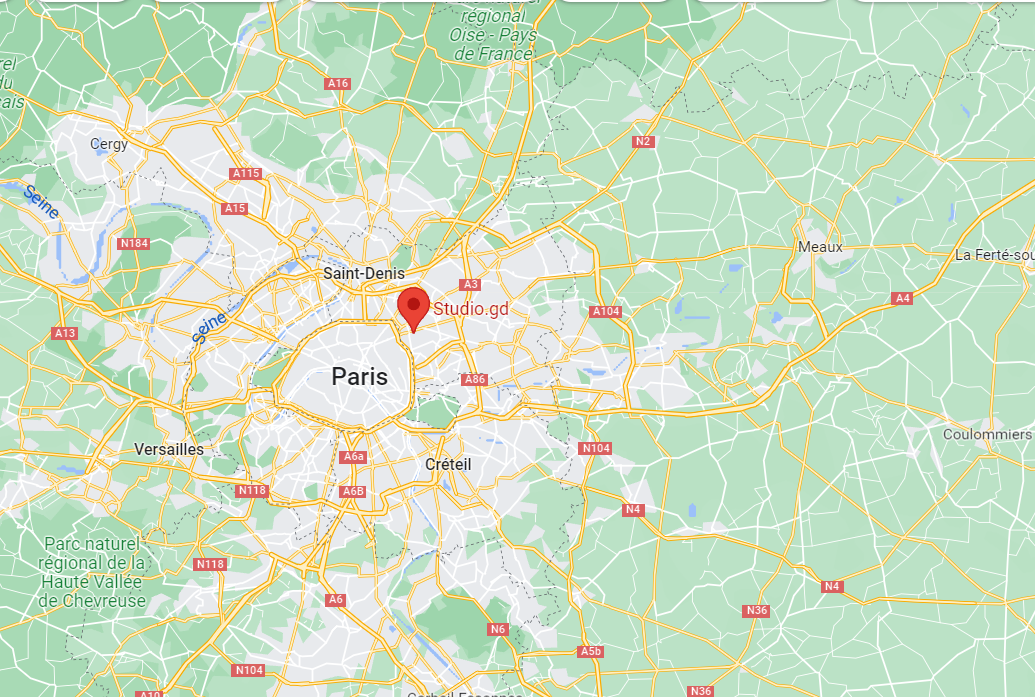 régional
Oise - Pays
de France
A16
N2
Cergy
A115
A15
Seine
N184
Meaux
La Ferté-sou
Saint-Denis
A3
A4
Studio.gd
A104
Seine
A13
Paris
A86
Coulommiers
Versailles
A6a
N104
Créteil
N118
A6B
N4
Parc naturel
régional de la
Haute Vallée
de Chevreuse
N118
N4
A6
N36
N6
A5b
N104
N36
A10